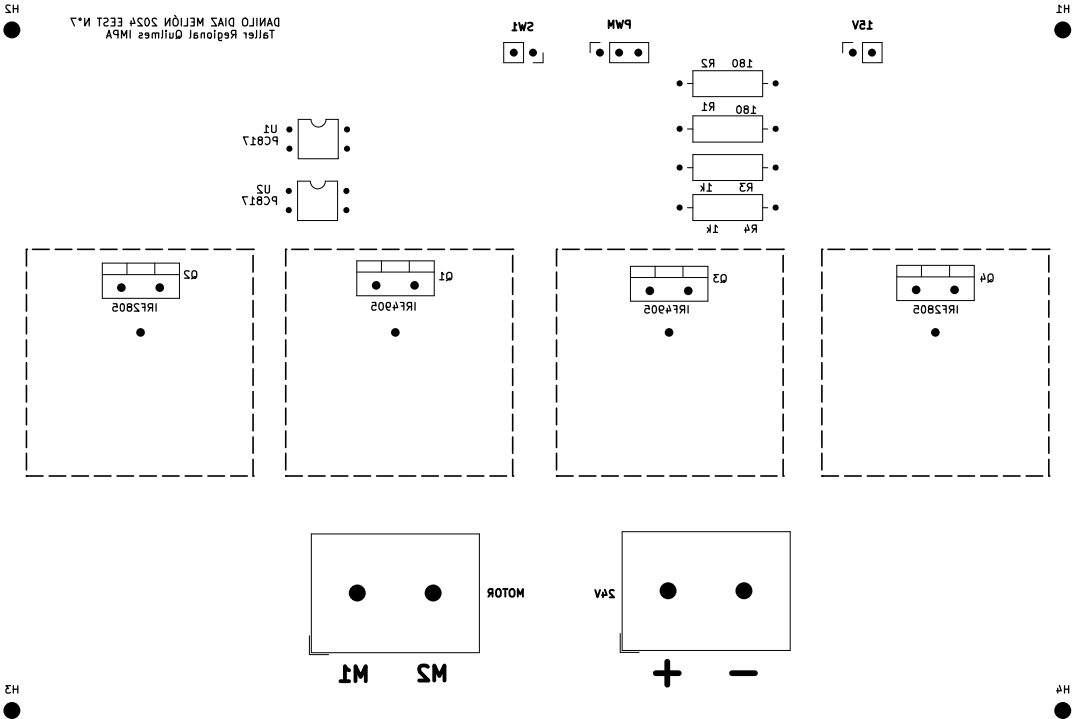 H2
DANILO DIAZ MELIÓN 2024 EEST N°7
Taller Regional Quilmes IMPA
SW1
PWM
15V
H1
R2 180
R1 180
U1
PC817
U2
PC817
1k R3
1k R4
Q2
IRF2805
Q1
IRF4905
Q3
IRF4905
Q4
IRF2805
MOTOR
24V
M1 M2
+ −
H3
H4